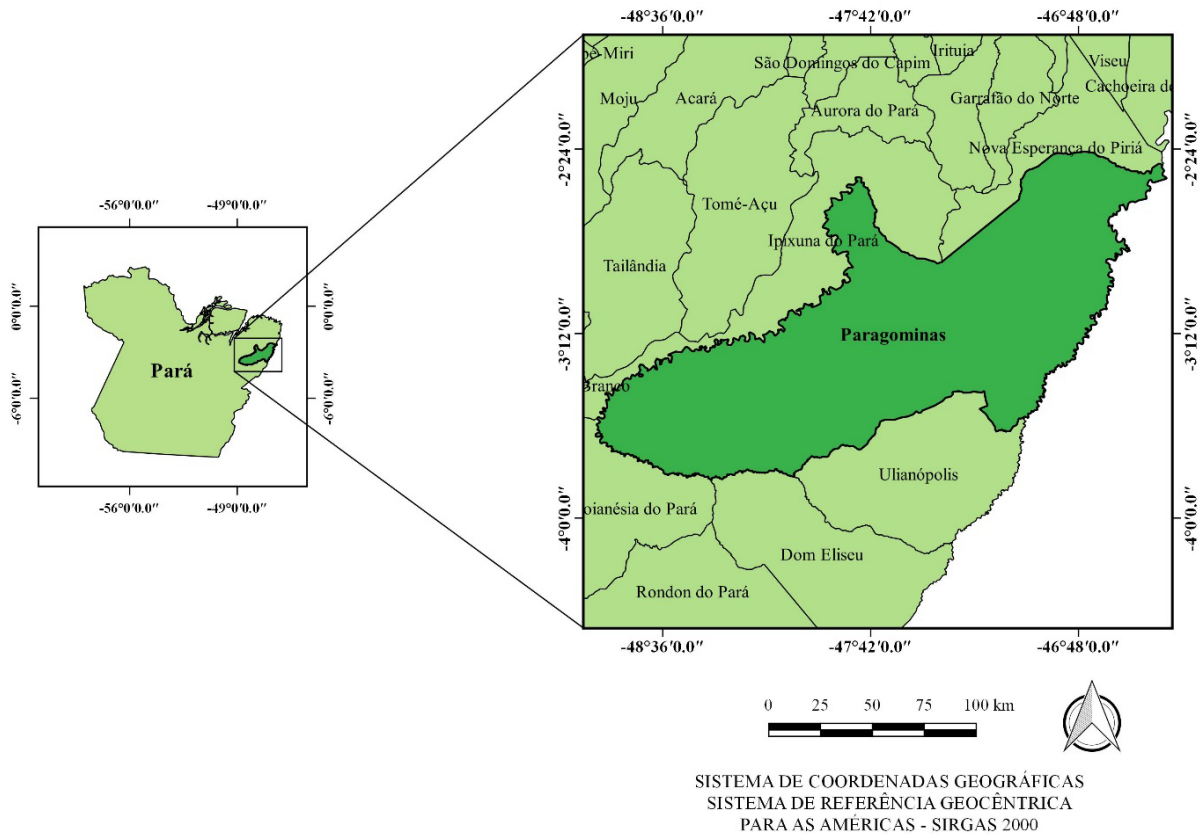 -56°0′0.0″ -49°0′0.0″
0°0′0.0″
-6°0′0.0″
Pará
0°0′0.0″
-6°0′0.0″
-56°0′0.0″ -49°0′0.0″
-48°36′0.0″ -47°42′0.0″ -46°48′0.0″
-2°24′0.0″
-3°12′0.0″
-4°0′0.0″
pé-Miri
São Domingos do Capim
Irituia
Viseu
Moju
Acará
Aurora do Pará
Garrafão do Norte
Cachoeira do
Nova Esperança do Piriá
Tomé-Açu
Ipixuna do Pará
Tailândia
Paragominas
Branco
Ulianópolis
oianésia do Pará
Dom Eliseu
Rondon do Pará
-2°24′0.0″
-3°12′0.0″
-4°0′0.0″
-48°36′0.0″ -47°42′0.0″ -46°48′0.0″
0 25 50 75 100 km
SISTEMA DE COORDENADAS GEOGRÁFICAS
SISTEMA DE REFERÊNCIA GEOCÊNTRICA
PARA AS AMÉRICAS - SIRGAS 2000